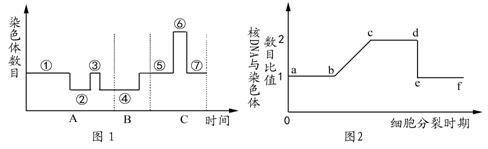 染色体数目
① ② ③ ④ ⑤ ⑥ ⑦
A B C 时间
图 1
核DNA与染色体数目比值
2
1
0
a b c d e f
细胞分裂时期
图2